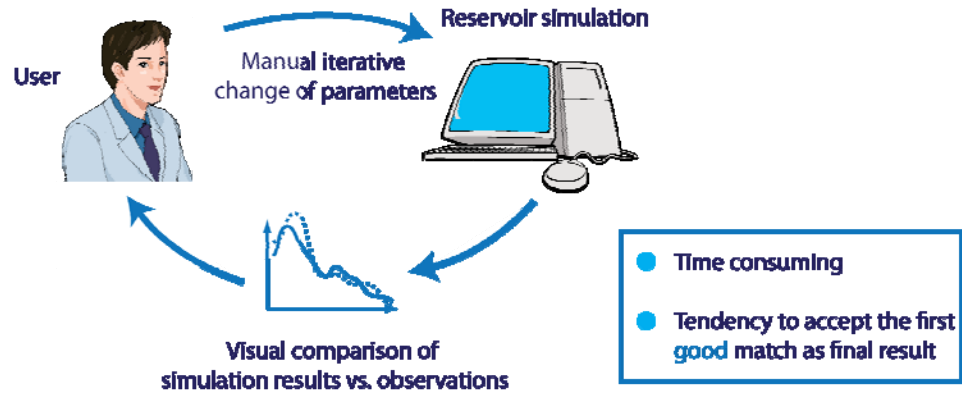 Reservoir simulation
User
Manual iterative
change of parameters
Time consuming
Tendency to accept the first
good match as final result
Visual comparison of
simulation results vs. observations